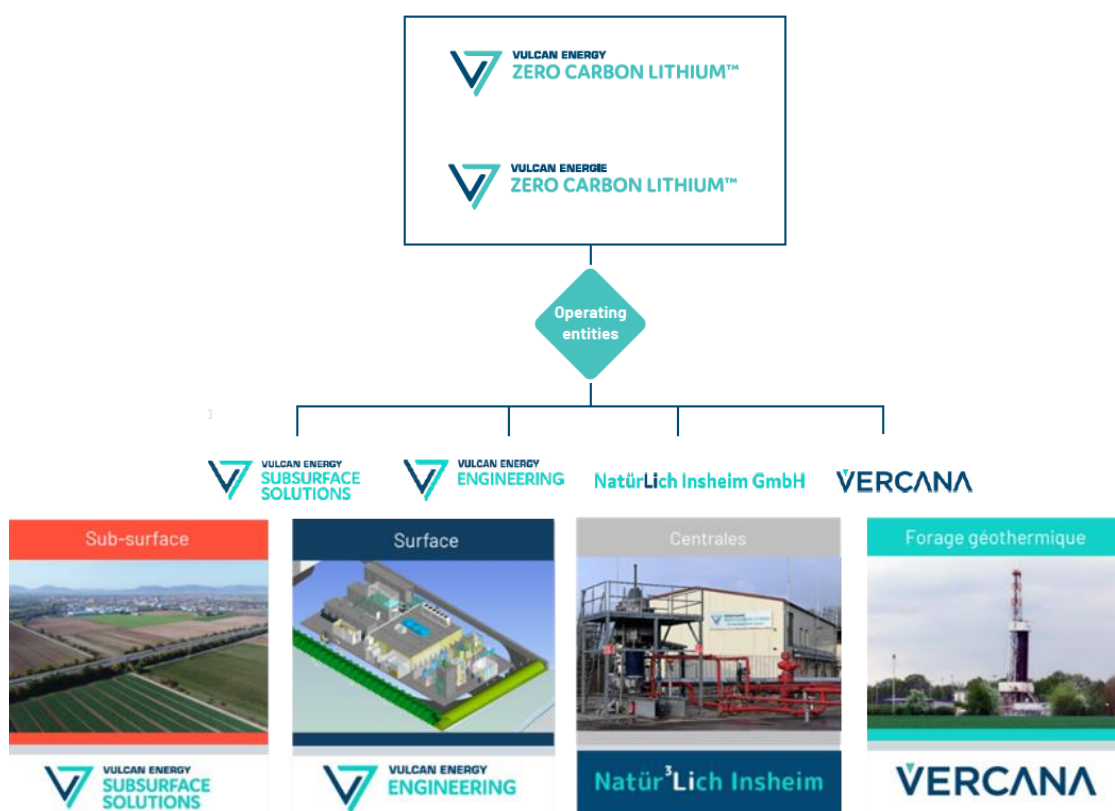 VULCAN ENERGY
ZERO CARBON LITHIUM™
VULCAN ENERGIE
ZERO CARBON LITHIUM™
Operating
entities
VULCAN ENERGY
SUBSURFACE
SOLUTIONS
VULCAN ENERGY
ENGINEERING
NatürLich Insheim GmbH
VERCANA
Sub-surface
Surface
Centrales
Forage géothermique
VULCAN ENERGY
SUBSURFACE
SOLUTIONS
VULCAN ENERGY
ENGINEERING
Natür³Lich Insheim
VERCANA